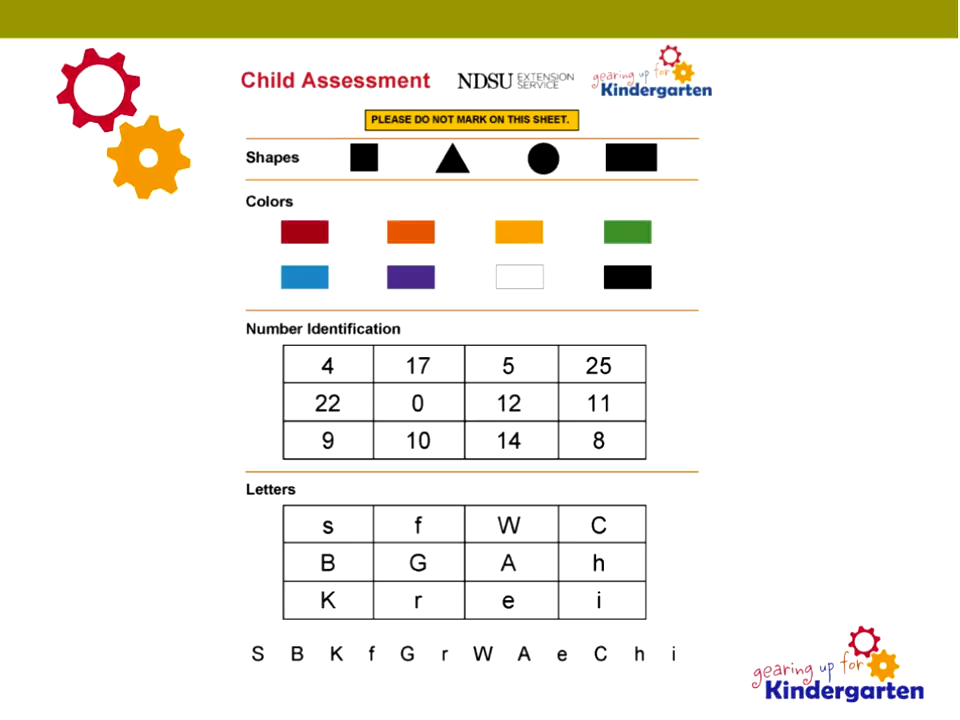 Child Assessment NDSU EXTENSION SERVICE gearing up for Kindergarten
PLEASE DO NOT MARK ON THIS SHEET.
Shapes
Colors
Number Identification
4 17 5 25
22 0 12 11
9 10 14 8
Letters
s f W C
B G A h
K r e i
S B K f G r W A e C h i
gearing up for
Kindergarten